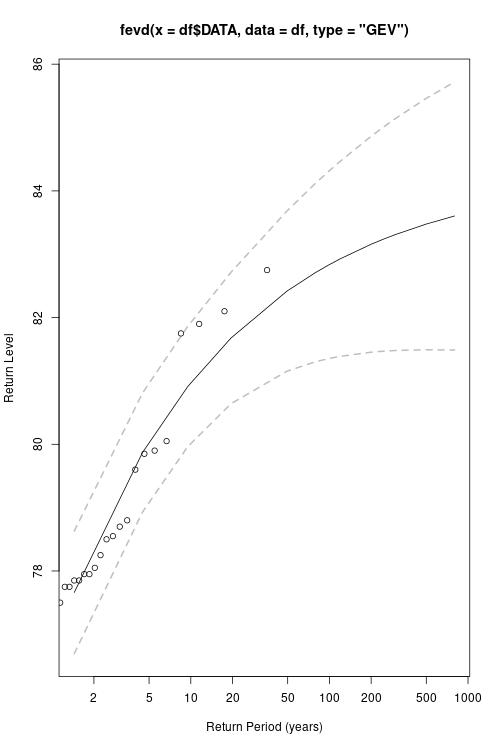 fevd(x = df$DATA, data = df, type = "GEV")
86
84
82
80
78
Return Level
2 5 10 20 50 100 200 500 1000
Return Period (years)